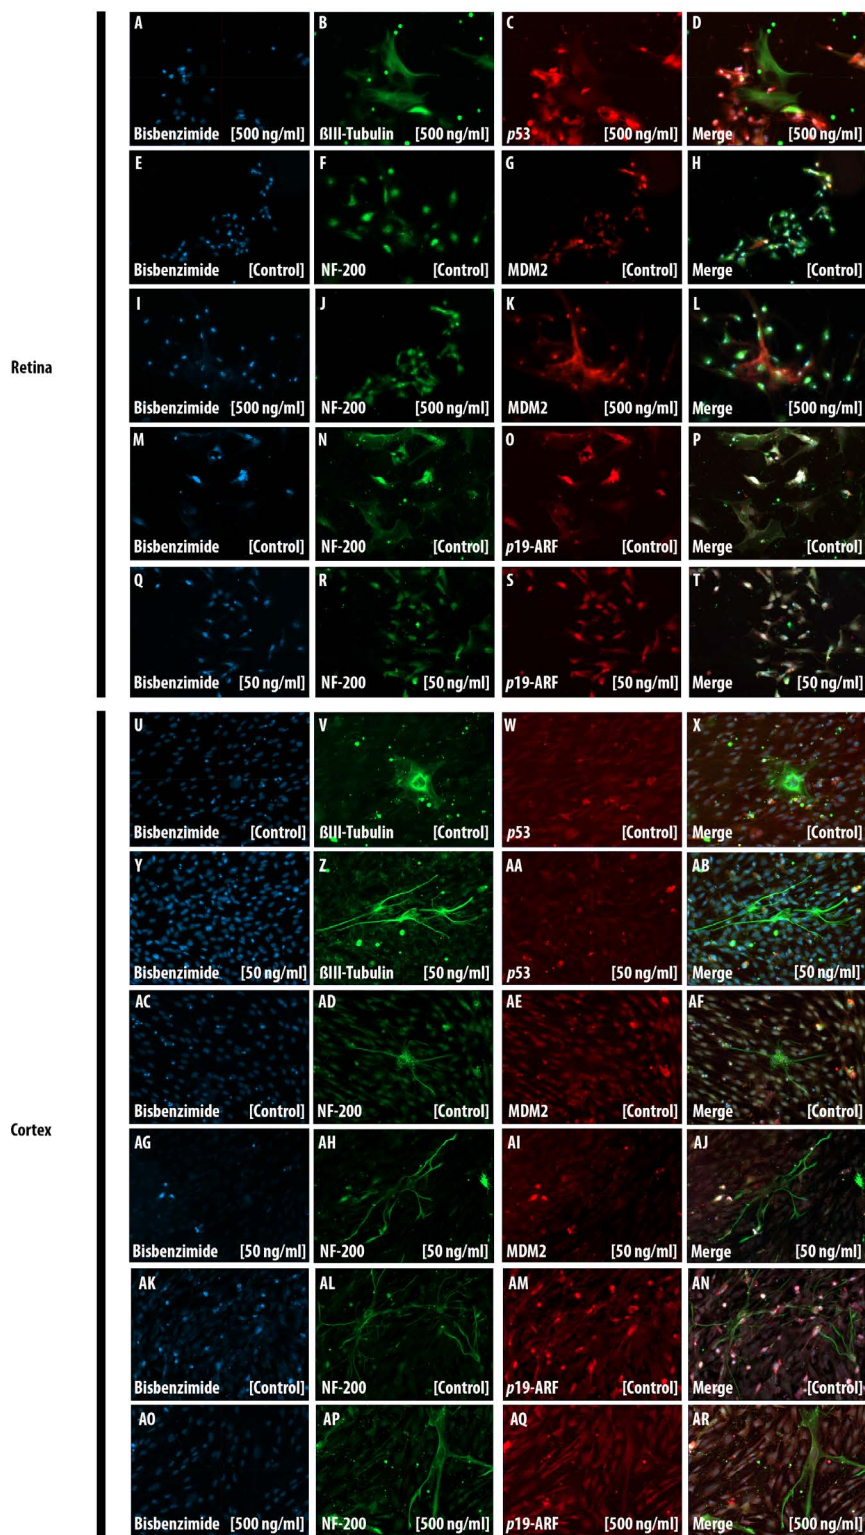 Retina
A
Bisbenzimide [500 ng/ml]
B
ßIII-Tubulin [500 ng/ml]
C
p53 [500 ng/ml]
D
Merge [500 ng/ml]
E
Bisbenzimide [Control]
F
NF-200 [Control]
G
MDM2 [Control]
H
Merge [Control]
I
Bisbenzimide [500 ng/ml]
J
NF-200 [500 ng/ml]
K
MDM2 [500 ng/ml]
L
Merge [500 ng/ml]
M
Bisbenzimide [Control]
N
NF-200 [Control]
O
p19-ARF [Control]
P
Merge [Control]
Q
Bisbenzimide [50 ng/ml]
R
NF-200 [50 ng/ml]
S
p19-ARF [50 ng/ml]
T
Merge [50 ng/ml]
Cortex
U
Bisbenzimide [Control]
V
ßIII-Tubulin [Control]
W
p53 [Control]
X
Merge [Control]
Y
Bisbenzimide [50 ng/ml]
Z
ßIII-Tubulin [50 ng/ml]
AA
p53 [50 ng/ml]
AB
Merge [50 ng/ml]
AC
Bisbenzimide [Control]
AD
NF-200 [Control]
AE
MDM2 [Control]
AF
Merge [Control]
AG
Bisbenzimide [50 ng/ml]
AH
NF-200 [50 ng/ml]
AI
MDM2 [50 ng/ml]
AJ
Merge [50 ng/ml]
AK
Bisbenzimide [Control]
AL
NF-200 [Control]
AM
p19-ARF [Control]
AN
Merge [Control]
AO
Bisbenzimide [500 ng/ml]
AP
NF-200 [500 ng/ml]
AQ
p19-ARF [500 ng/ml]
AR
Merge [500 ng/ml]